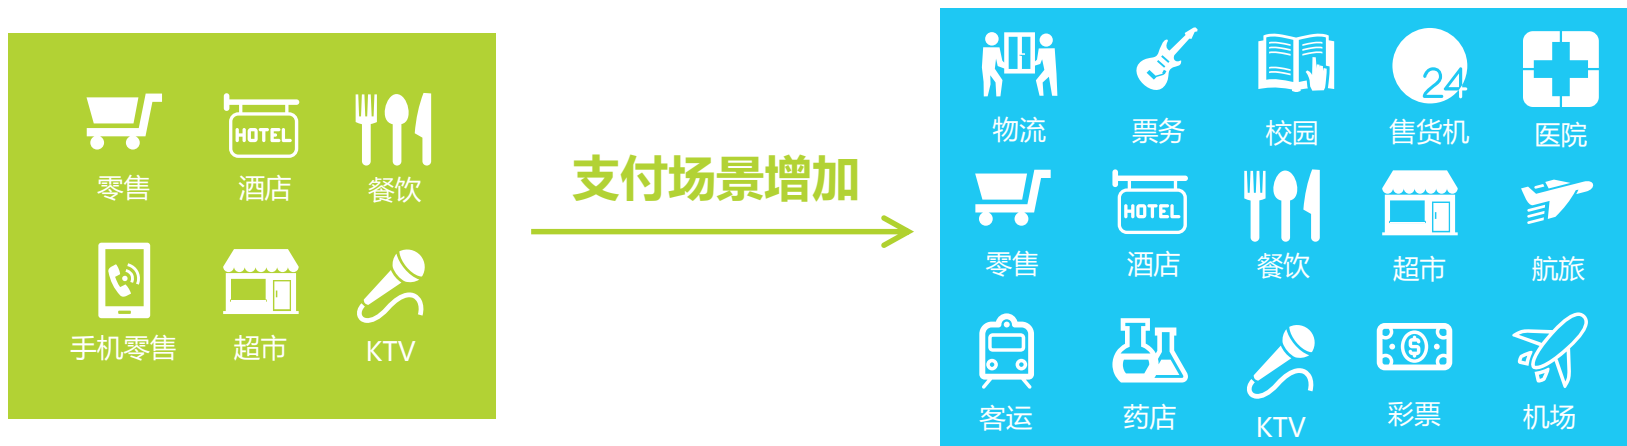 HOTEL
零售 酒店 餐饮
手机零售 超市 KTV
支付场景增加
24
物流 票务 校园 售货机 医院
HOTEL
零售 酒店 餐饮 超市 航旅
客运 药店 KTV 彩票 机场